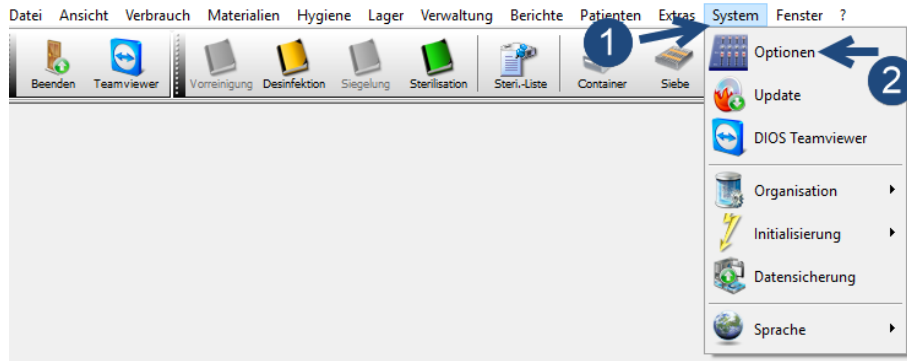 Datei Ansicht Verbrauch Materialien Hygiene Lager Verwaltung Berichte Patienten Extras System Fenster ?
1
Beenden Teamviewer Vorreinigung Desinfektion Siegelung Sterilisation Steri.-Liste Container Siebe
Optionen
2
Update
DIOS Teamviewer
Organisation
Initialisierung
Datensicherung
Sprache